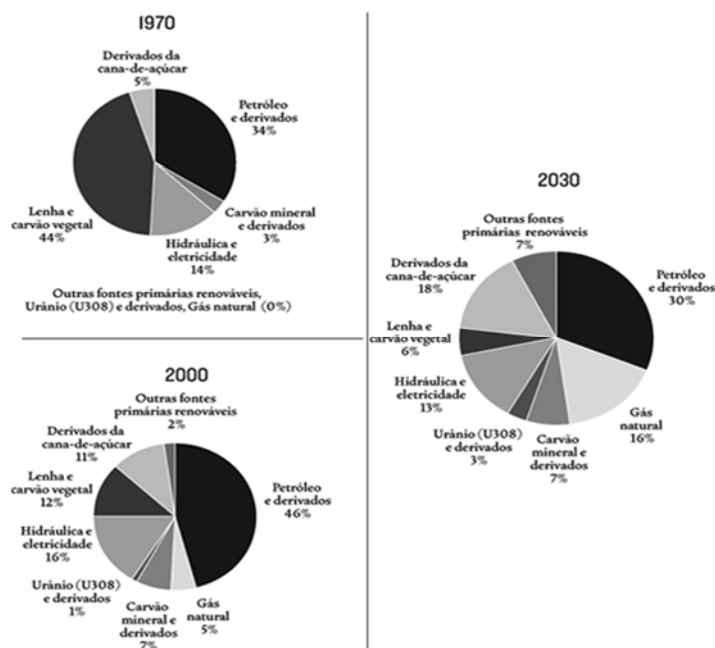 1970
Derivados da
cana-de-açúcar
5%
Petróleo
e derivados
34%
Carvão mineral
e derivados
3%
Hidráulica e
eletricidade
14%
Lenha e
carvão vegetal
44%
Outras fontes primárias renováveis,
Urânio (U308) e derivados, Gás natural (0%)
2000
Outras fontes
primárias renováveis
2%
Derivados da
cana-de-açúcar
11%
Lenha e
carvão vegetal
12%
Hidráulica e
eletricidade
16%
Urânio (U308)
e derivados
1%
Carvão
mineral e
derivados
7%
Gás
natural
5%
Petróleo
e derivados
46%
2030
Outras fontes
primárias renováveis
7%
Derivados da
cana-de-açúcar
18%
Lenha e
carvão vegetal
6%
Hidráulica e
eletricidade
13%
Urânio (U308)
e derivados
3%
Carvão
mineral e
derivados
7%
Gás
natural
16%
Petróleo
e derivados
30%